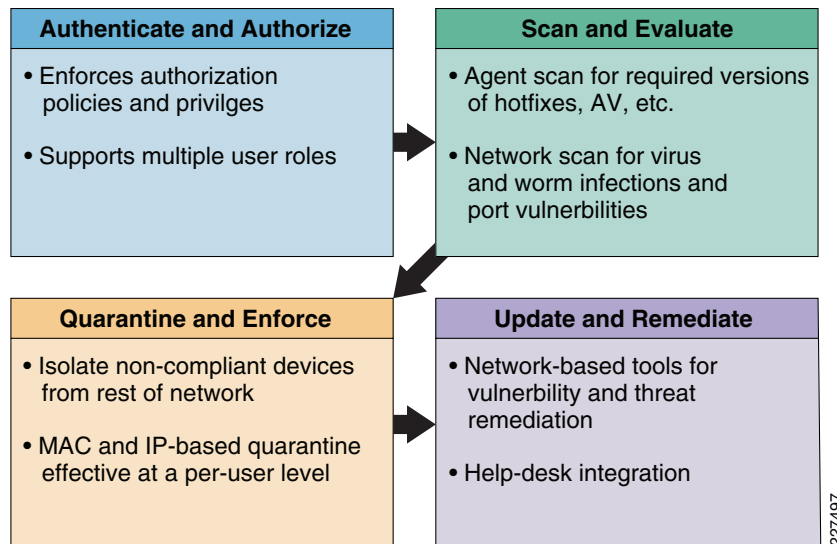 Authenticate and Authorize
• Enforces authorization
policies and privilges
• Supports multiple user roles
Scan and Evaluate
• Agent scan for required versions
of hotfixes, AV, etc.
• Network scan for virus
and worm infections and
port vulnerbilities
Quarantine and Enforce
• Isolate non-compliant devices
from rest of network
• MAC and IP-based quarantine
effective at a per-user level
Update and Remediate
• Network-based tools for
vulnerbility and threat
remediation
• Help-desk integration
227497